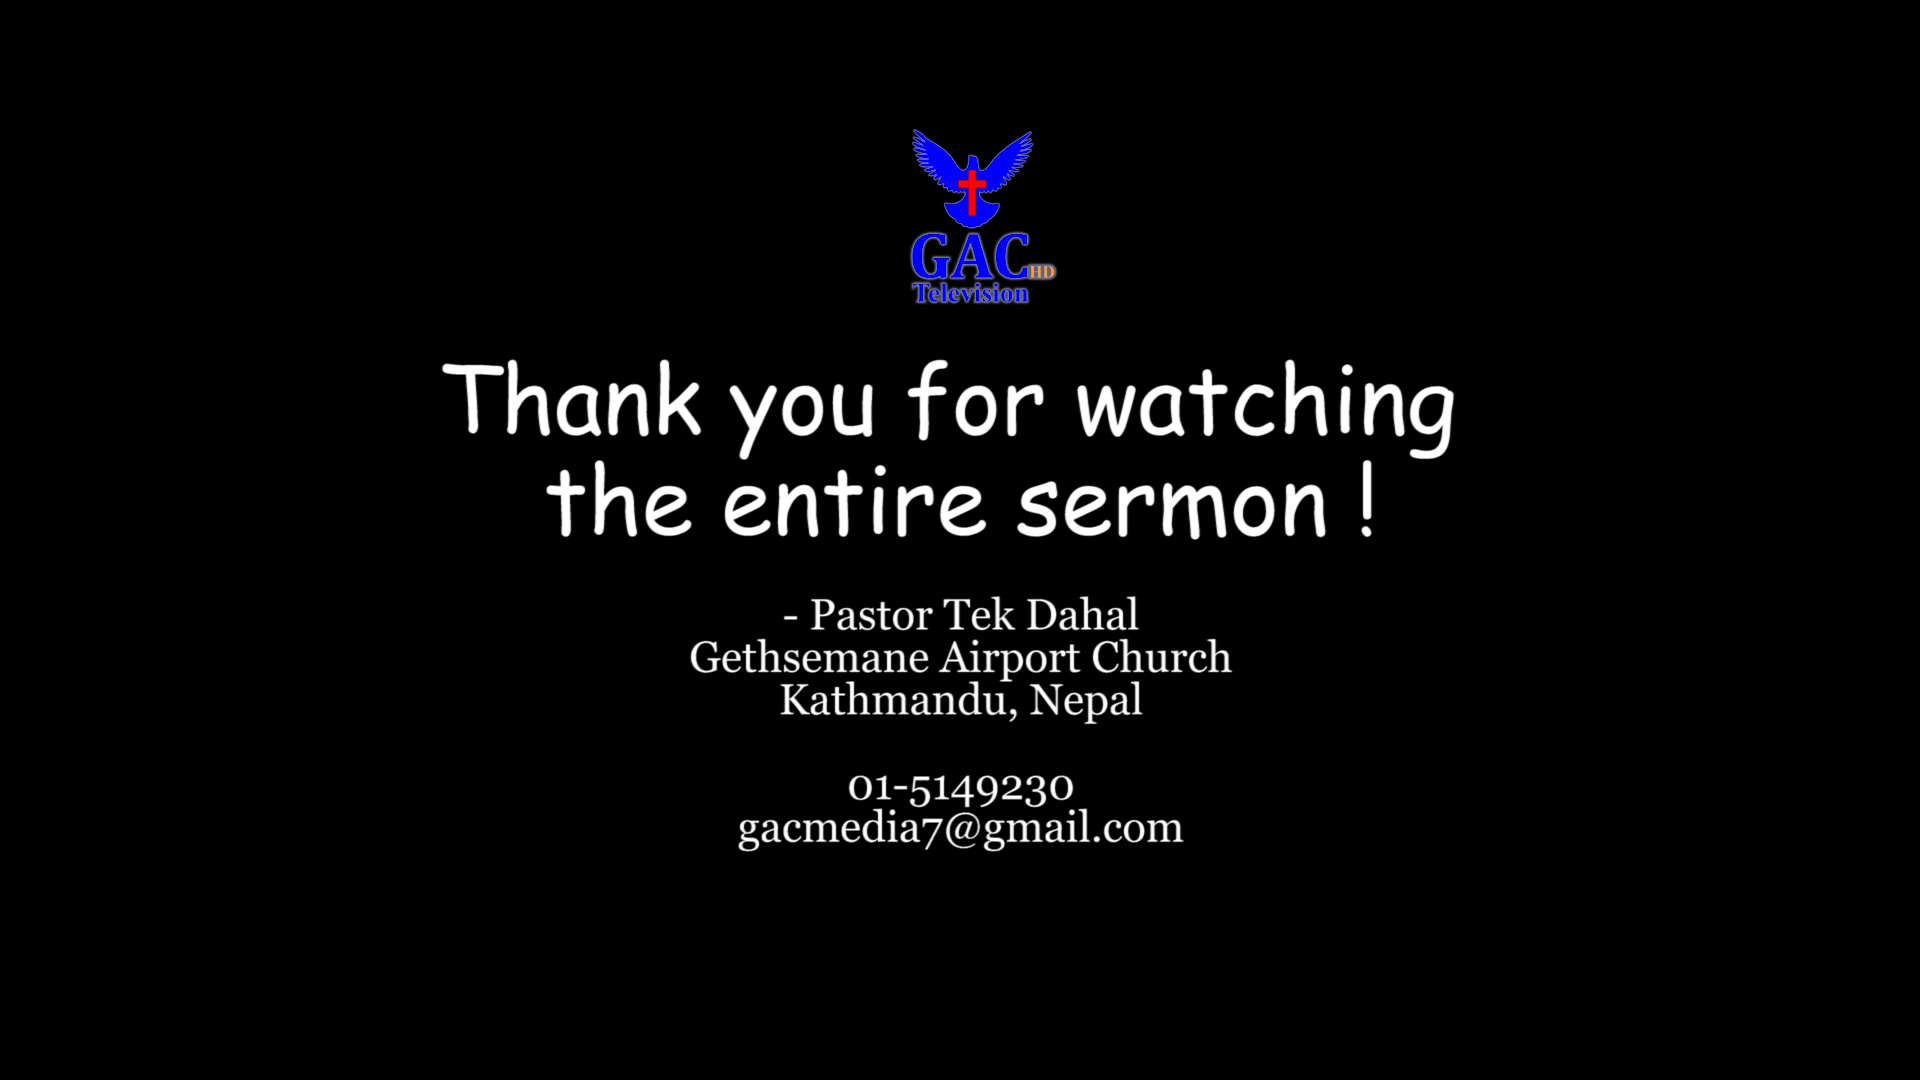 GAC HD
Television
Thank you for watching
the entire sermon !
- Pastor Tek Dahal
Gethsemane Airport Church
Kathmandu, Nepal
01-5149230
gacmedia7@gmail.com